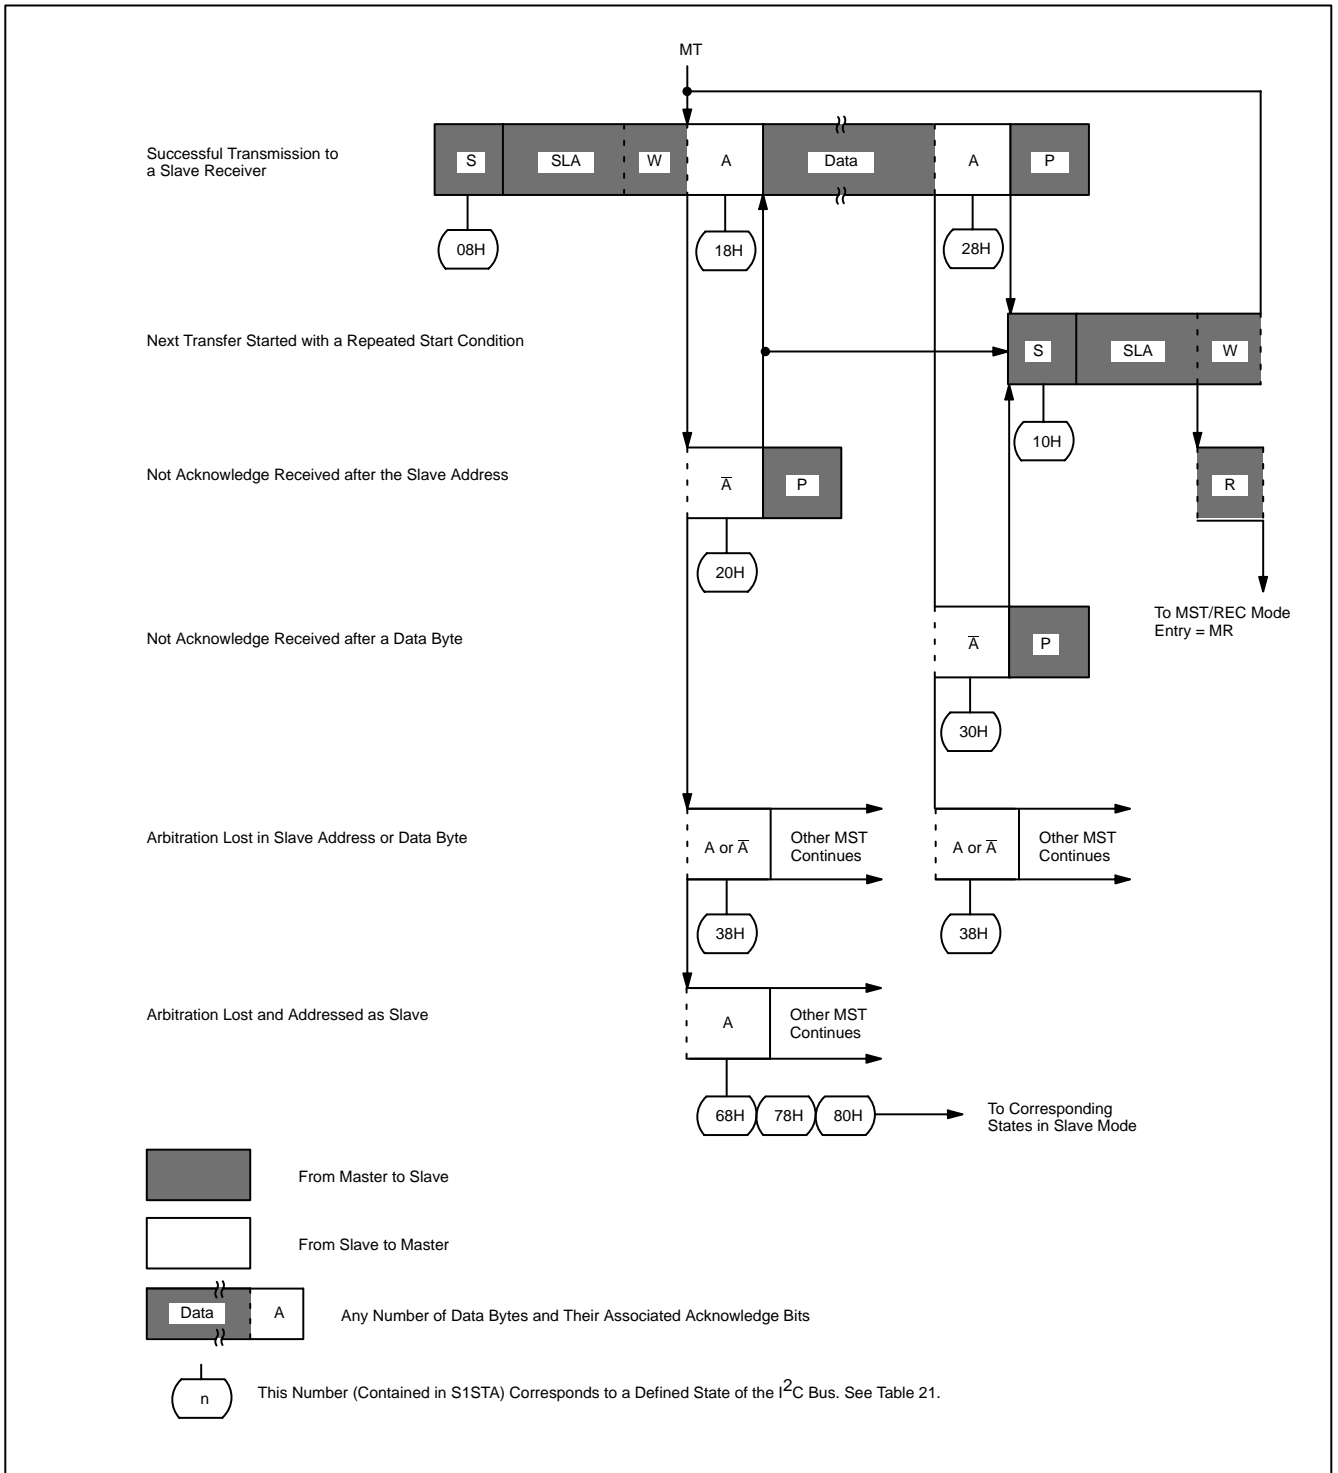 MT
Successful Transmission to
a Slave Receiver
S SLA W A Data A P
08H 18H 28H
Next Transfer Started with a Repeated Start Condition
S SLA W
10H
Not Acknowledge Received after the Slave Address
A̅ P
R
20H
To MST/REC Mode
Entry = MR
Not Acknowledge Received after a Data Byte
A̅ P
30H
Arbitration Lost in Slave Address or Data Byte
A or A̅
Other MST
Continues
A or A̅
Other MST
Continues
38H 38H
Arbitration Lost and Addressed as Slave
A
Other MST
Continues
68H 78H 80H
To Corresponding
States in Slave Mode
From Master to Slave
From Slave to Master
Data A
Any Number of Data Bytes and Their Associated Acknowledge Bits
n
This Number (Contained in S1STA) Corresponds to a Defined State of the I²C Bus. See Table 21.